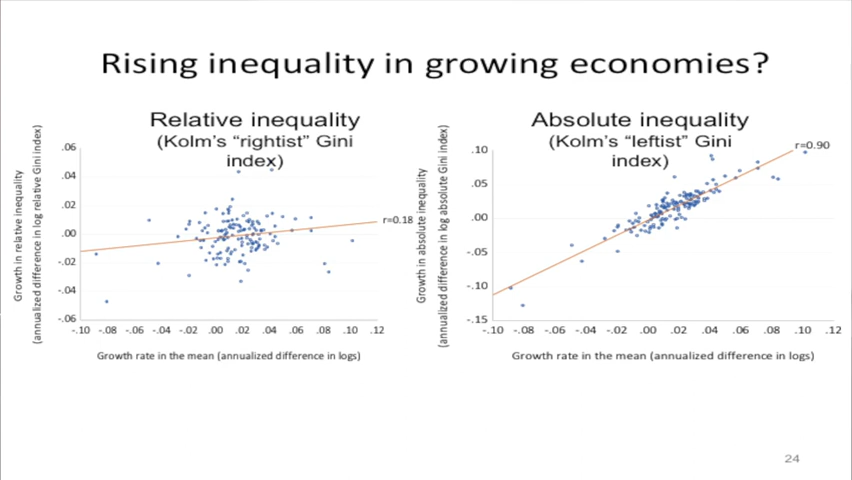 Rising inequality in growing economies?
Relative inequality
(Kolm's "rightist" Gini
index)
Growth in relative inequality
(annualized difference in log relative Gini index)
.06
.04
.02
.00
-.02
-.04
-.06
r=0.18
-.10 -.08 -.06 -.04 -.02 .00 .02 .04 .06 .08 .10 .12
Growth rate in the mean (annualized difference in logs)
Absolute inequality
(Kolm's "leftist" Gini
index)
Growth in absolute inequality
(annualized difference in log absolute Gini index)
.10
.05
.00
-.05
-.10
-.15
r=0.90
-.10 -.08 -.06 -.04 -.02 .00 .02 .04 .06 .08 .10 .12
Growth rate in the mean (annualized difference in logs)
24